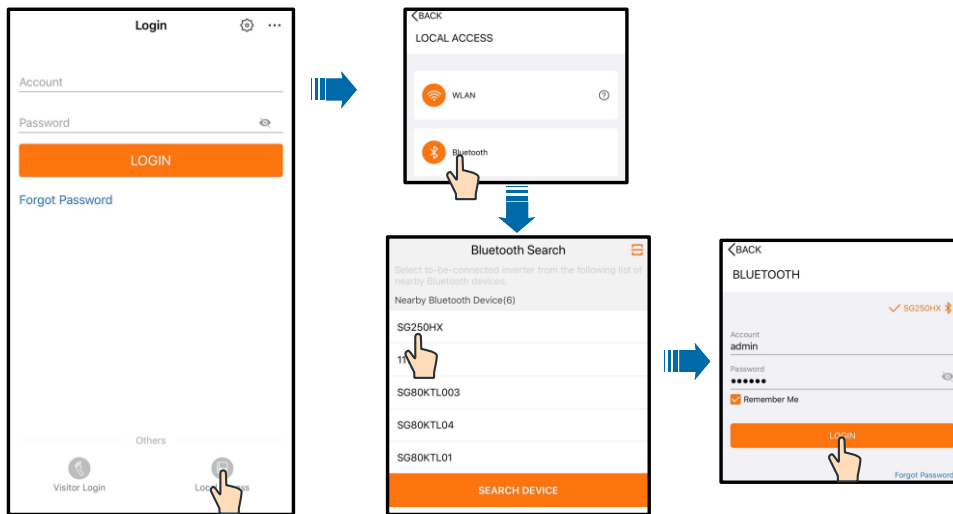 Login
Account
Password
LOGIN
Forgot Password
Others
Visitor Login
BACK
LOCAL ACCESS
WLAN
Bluetooth
Bluetooth Search
Select to-be-connected inverter from the following list of
nearby Bluetooth devices.
Nearby Bluetooth Device(6)
SG250HX
11
SG80KTL003
SG80KTL04
SG80KTL01
SEARCH DEVICE
BACK
BLUETOOTH
SG250HX
Account
admin
Password
Remember Me
LOGIN
Forgot Password